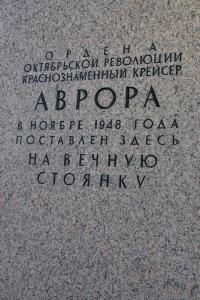 ОРДЕНА
ОКТЯБРЬСКОЙ РЕВОЛЮЦИИ
КРАСНОЗНАМЕННЫЙ КРЕЙСЕР
АВРОРА
В НОЯБРЕ 1948 ГОДА
ПОСТАВЛЕН ЗДЕСЬ
НА ВЕЧНУЮ
СТОЯНКУ